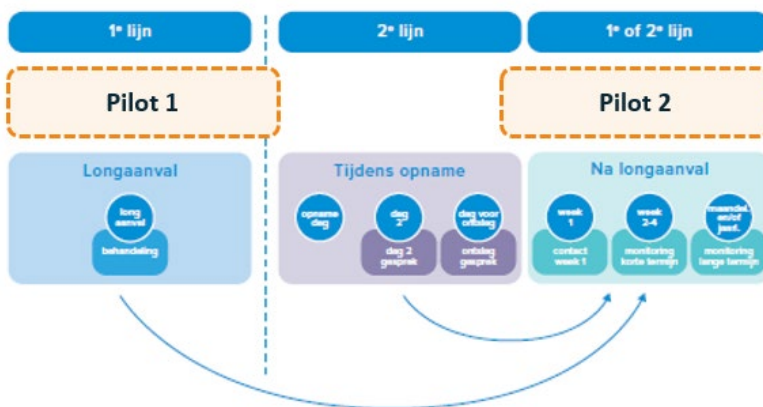 1e lijn
2e lijn
1e of 2e lijn
Pilot 1
Pilot 2
Longaanval
Tijdens opname
Na longaanval
long
aanval
behandeling
opname
dag
dag
2
dag voor
ontslag
dag 2
gesprek
ontslag
gesprek
week
1
week
2-4
maandel.
en/of
jaarl.
contact
week 1
monitoring
korte termijn
monitoring
lange termijn